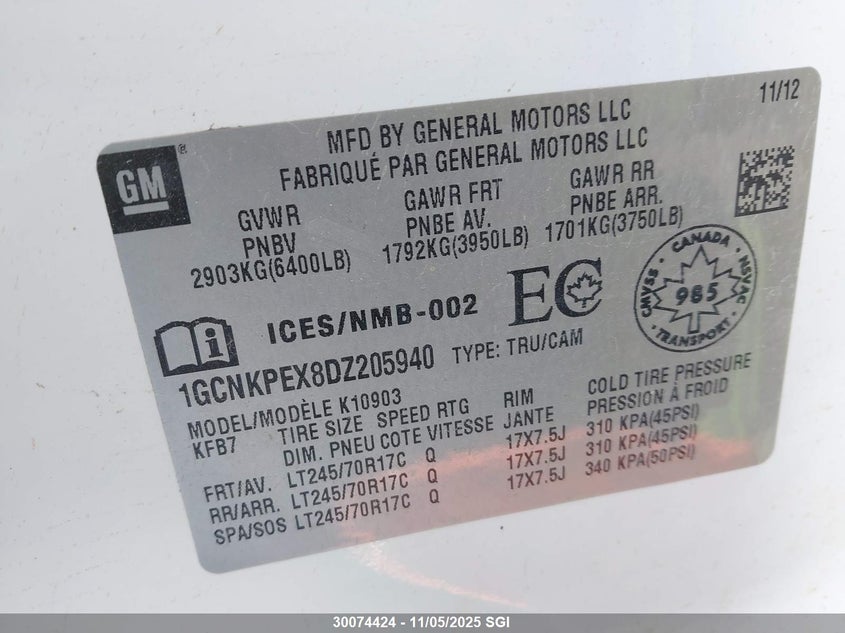 11/12
MFD BY GENERAL MOTORS LLC
FABRIQUÉ PAR GENERAL MOTORS LLC
GM®
GVWR GAWR FRT GAWR RR
PNBV PNBE AV. PNBE ARR.
2903KG(6400LB) 1792KG(3950LB) 1701KG(3750LB)
ICES/NMB-002 EC
CANADA · NSVAC · TRANSPORT · CMVSS ·
985
1GCNKPEX8DZ205940 TYPE: TRU/CAM
MODEL/MODÈLE K10903
KFB7 TIRE SIZE SPEED RTG RIM COLD TIRE PRESSURE
DIM. PNEU COTE VITESSE JANTE PRESSION À FROID
FRT/AV. LT245/70R17C Q 17X7.5J 310 KPA(45PSI)
RR/ARR. LT245/70R17C Q 17X7.5J 310 KPA(45PSI)
SPA/SOS LT245/70R17C Q 17X7.5J 340 KPA(50PSI)
30074424 - 11/05/2025 SGI